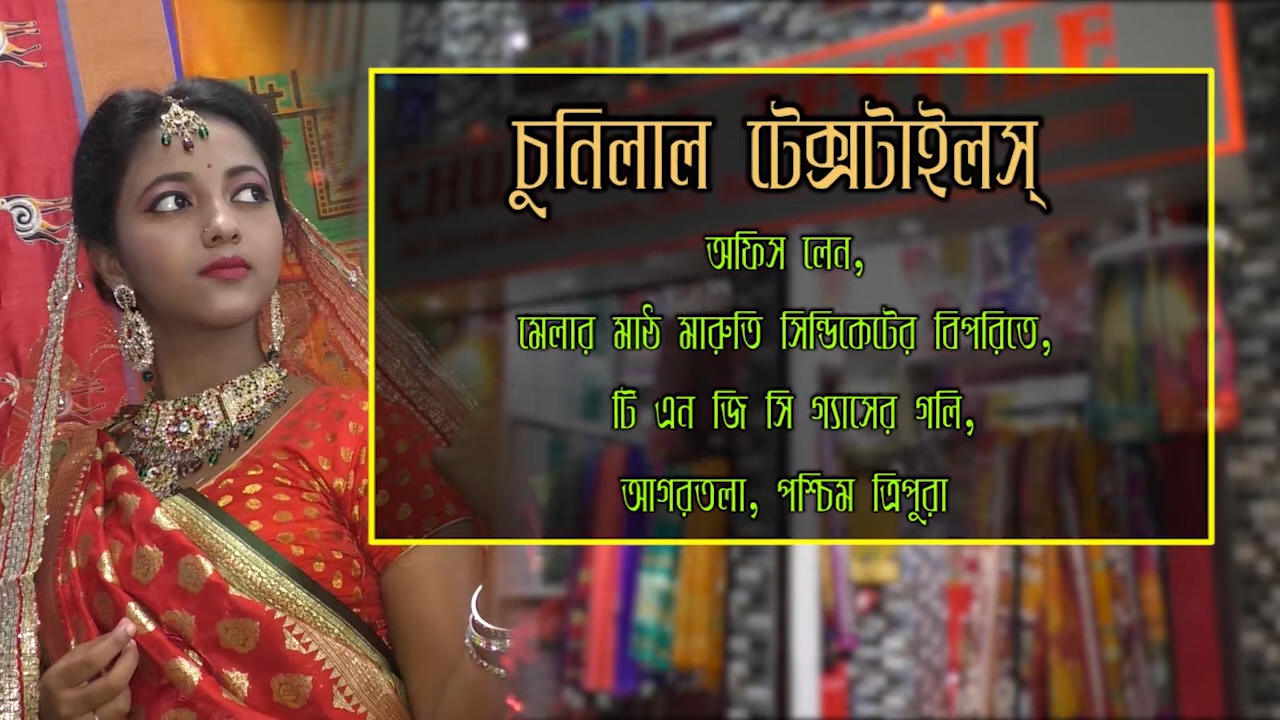 চুনিলাল টেক্সটাইলস্
অফিস লেন,
মেলার মাঠ মারুতি সিন্ডিকেটের বিপরিতে,
টি এন জি সি গ্যাসের গলি,
আগরতলা, পশ্চিম ত্রিপুরা